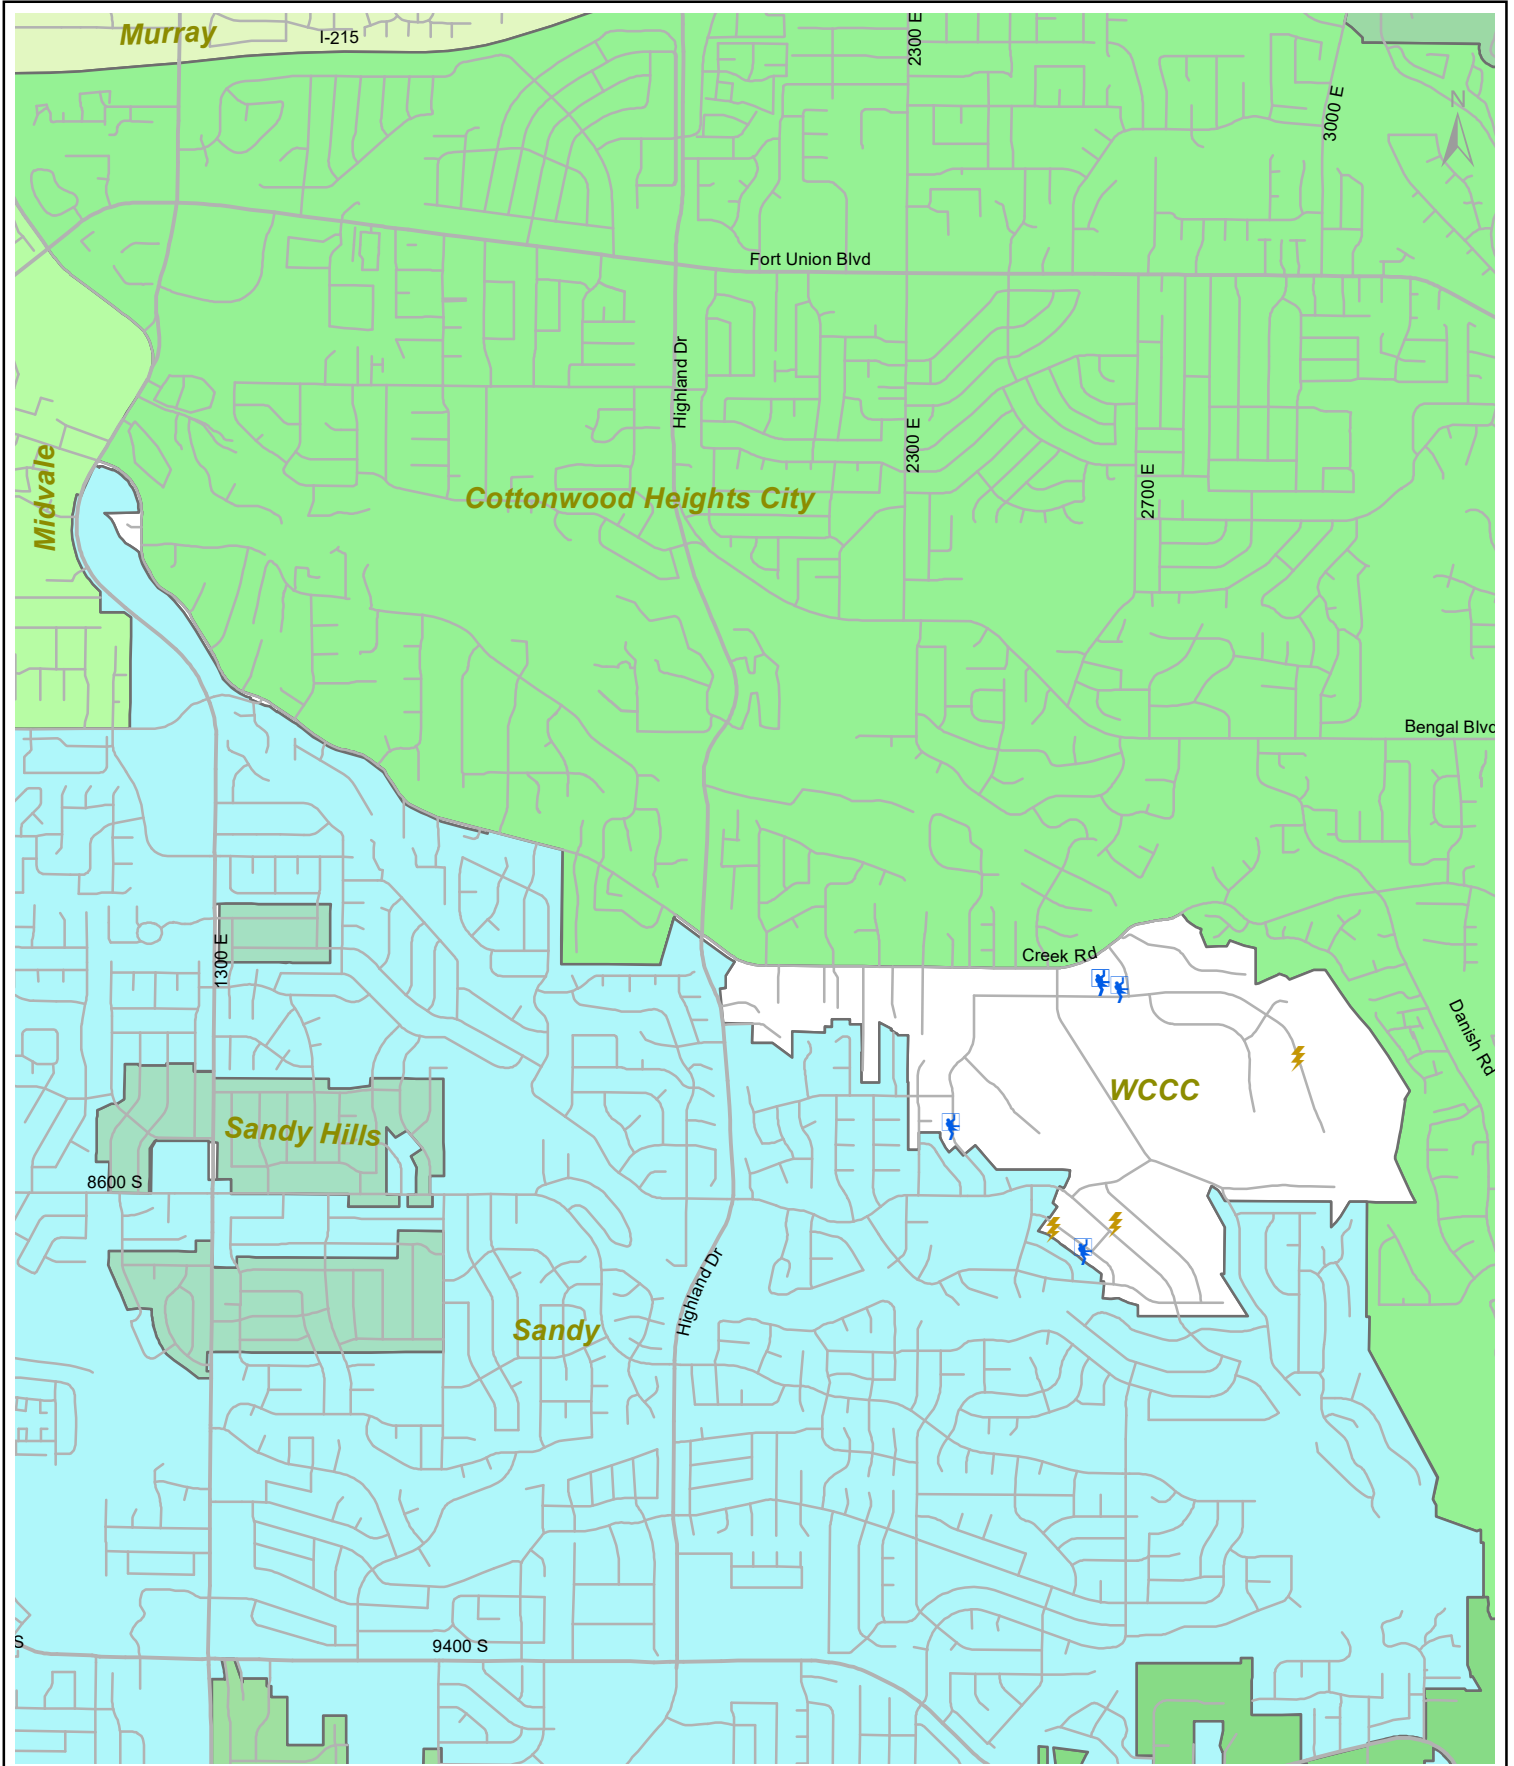 Murray
I-215
2300 E
3000 E
N
Fort Union Blvd
Highland Dr
2300 E
2700 E
Midvale
Cottonwood Heights City
Bengal Blvd
1300 E
Creek Rd
Danish Rd
WCCC
Sandy Hills
8600 S
Highland Dr
Sandy
S
9400 S